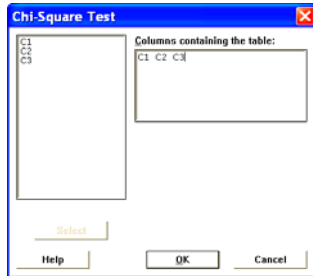 Chi-Square Test
C1
C2
C3
Columns containing the table:
C1 C2 C3
Select
Help
OK
Cancel